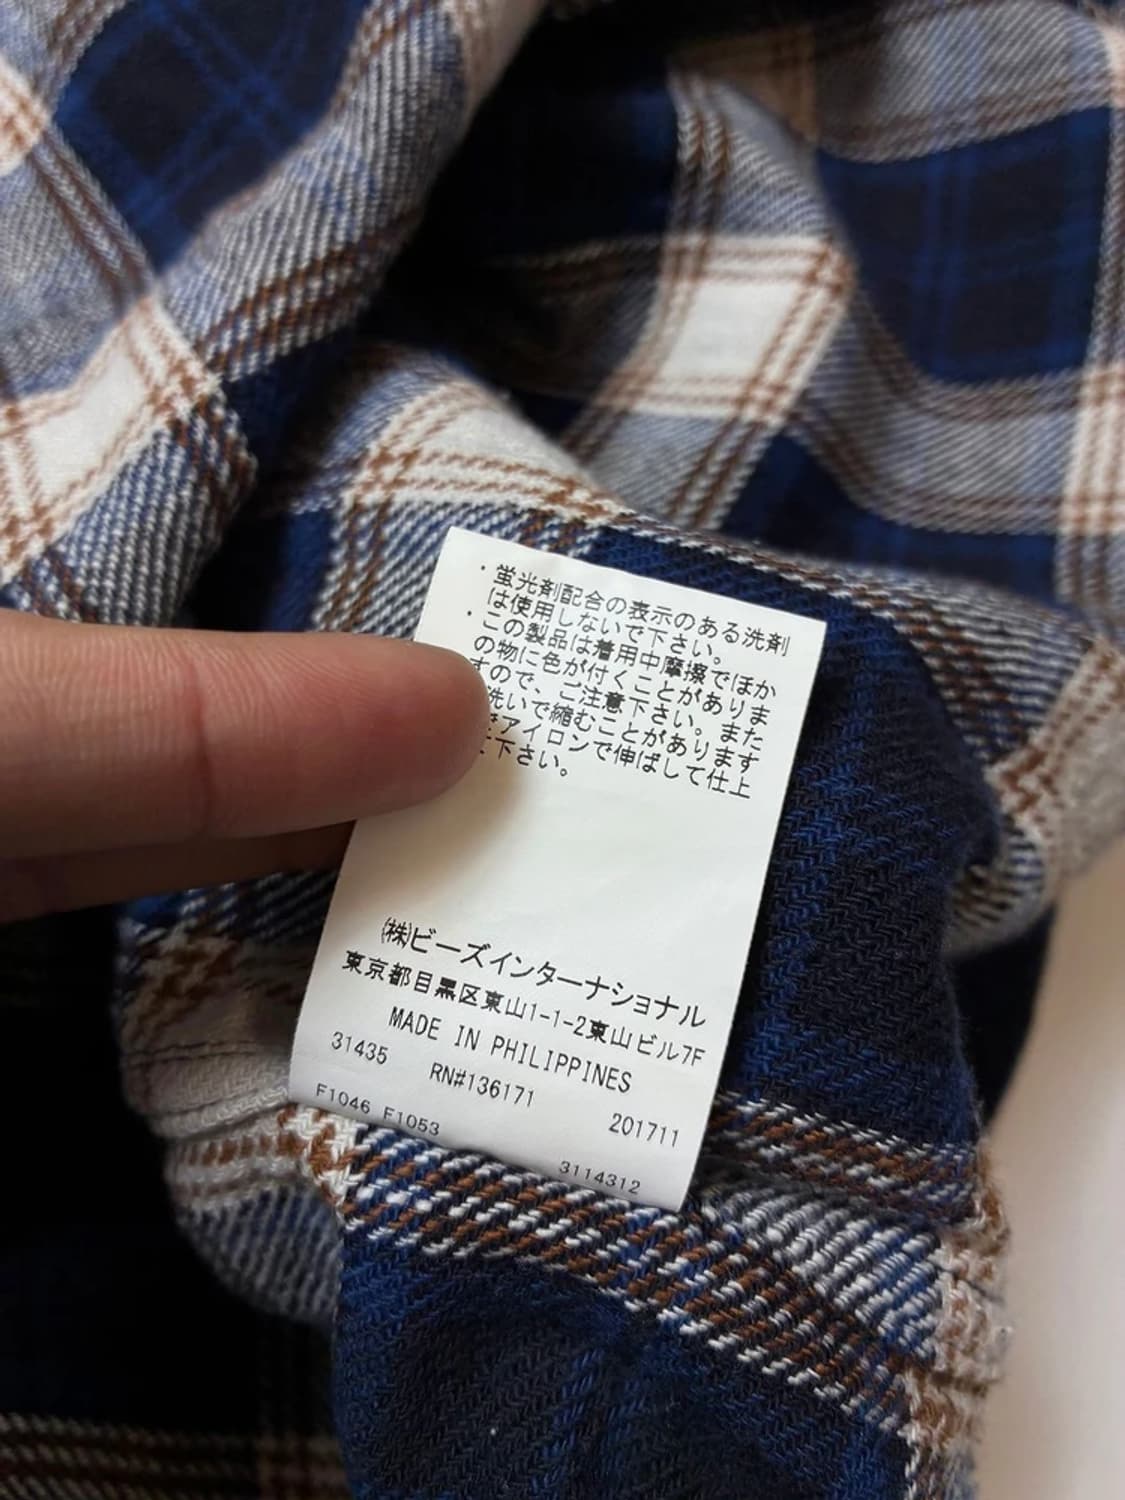 ・蛍光剤配合の表示のある洗剤
は使用しないで下さい。
・この製品は着用中摩擦でほか
の物に色が付くことがありま
すので、ご注意下さい。また
洗いで縮むことがあります
アイロンで伸ばして仕上
下さい。
(株)ビーズインターナショナル
東京都目黒区東山1-1-2東山ビル7F
MADE IN PHILIPPINES
31435 RN#136171 201711
F1046 F1053 3114312